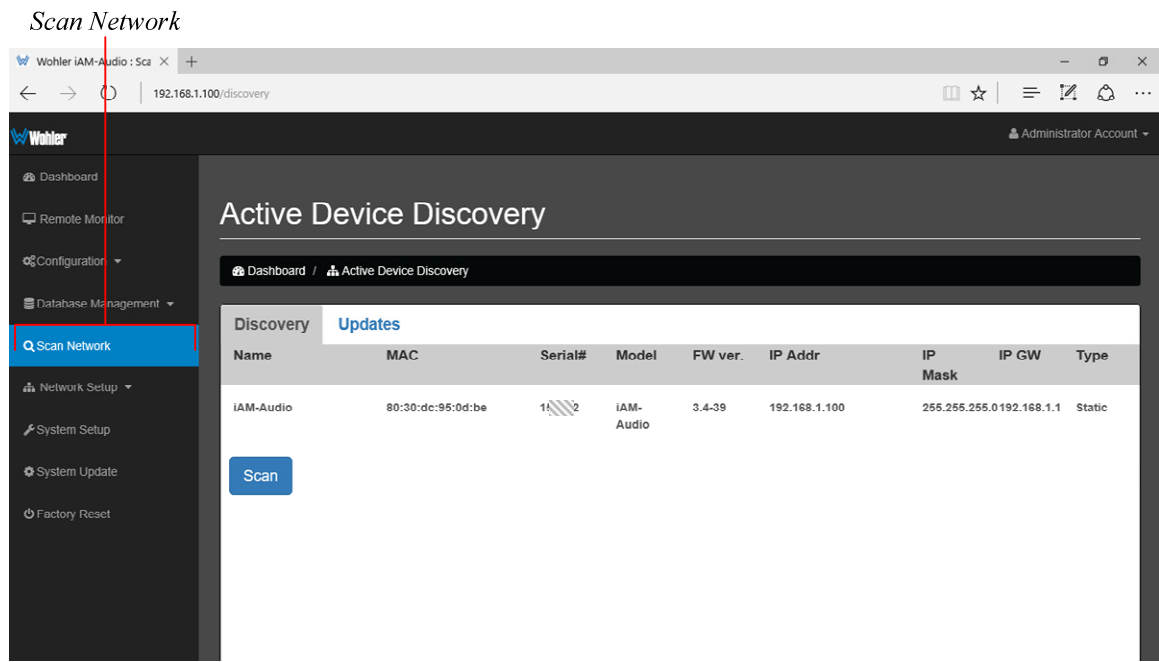 Scan Network
Wohler iAM-Audio : Sca
192.168.1.100/discovery
Wohler
Administrator Account
Dashboard
Remote Monitor
Configuration
Database Management
Scan Network
Network Setup
System Setup
System Update
Factory Reset
Active Device Discovery
Dashboard / Active Device Discovery
Discovery Updates
Name MAC Serial# Model FW ver. IP Addr IP Mask IP GW Type
iAM-Audio 80:30:dc:95:0d:be iAM-Audio 3.4-39 192.168.1.100 255.255.255.0 192.168.1.1 Static
Scan